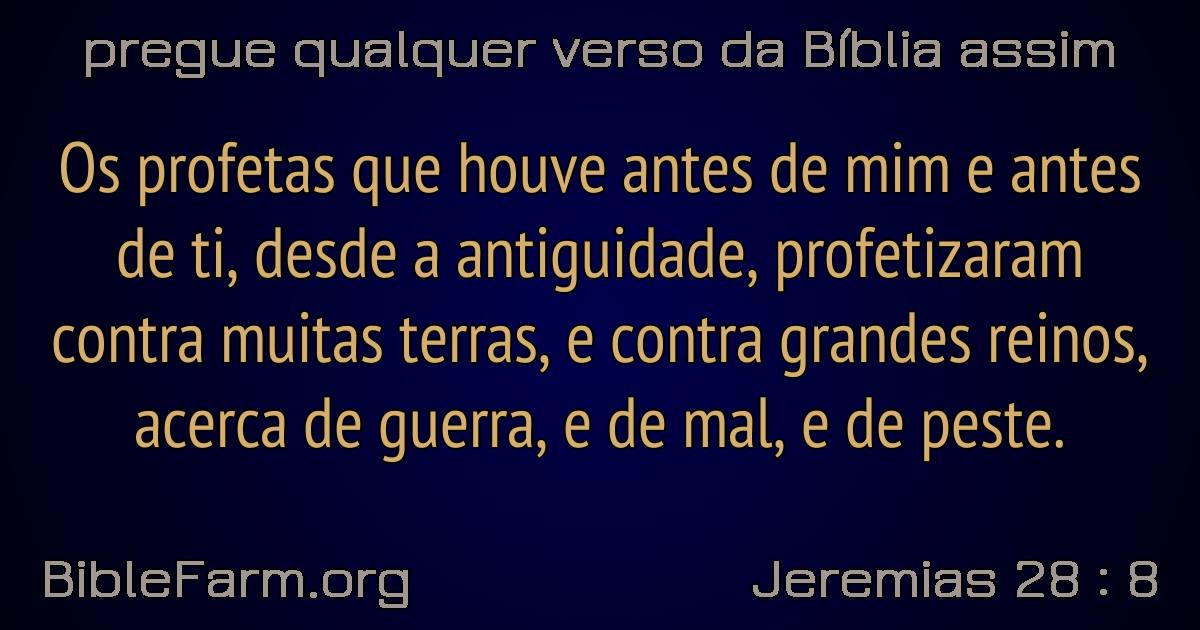 pregue qualquer verso da Bíblia assim
Os profetas que houve antes de mim e antes
de ti, desde a antiguidade, profetizaram
contra muitas terras, e contra grandes reinos,
acerca de guerra, e de mal, e de peste.
BibleFarm.org
Jeremias 28 : 8